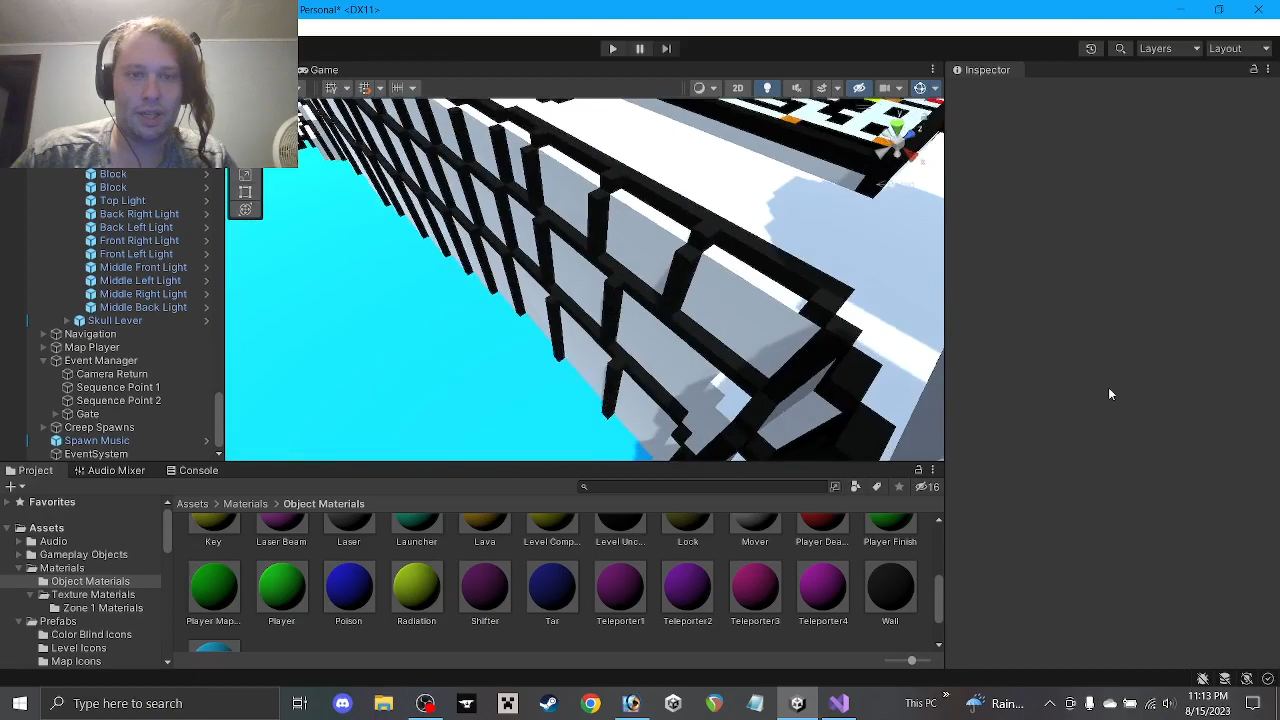 Personal* <DX11>
Layers
Layout
Game
Inspector
2D
Block
Block
Top Light
Back Right Light
Back Left Light
Front Right Light
Front Left Light
Middle Front Light
Middle Left Light
Middle Right Light
Middle Back Light
Skull Lever
Navigation
Map Player
Event Manager
Camera Return
Sequence Point 1
Sequence Point 2
Gate
Creep Spawns
Spawn Music
EventSystem
Project
Audio Mixer
Console
16
Favorites
Assets > Materials > Object Materials
Assets
Audio
Gameplay Objects
Materials
Object Materials
Texture Materials
Zone 1 Materials
Prefabs
Color Blind Icons
Level Icons
Map Icons
Key
Laser Beam
Laser
Launcher
Lava
Level Comp...
Level Unc...
Lock
Mover
Player Dea...
Player Finish
Player Map...
Player
Poison
Radiation
Shifter
Tar
Teleporter1
Teleporter2
Teleporter3
Teleporter4
Wall
Type here to search
This PC
Rain...
11:13 PM
8/15/2023